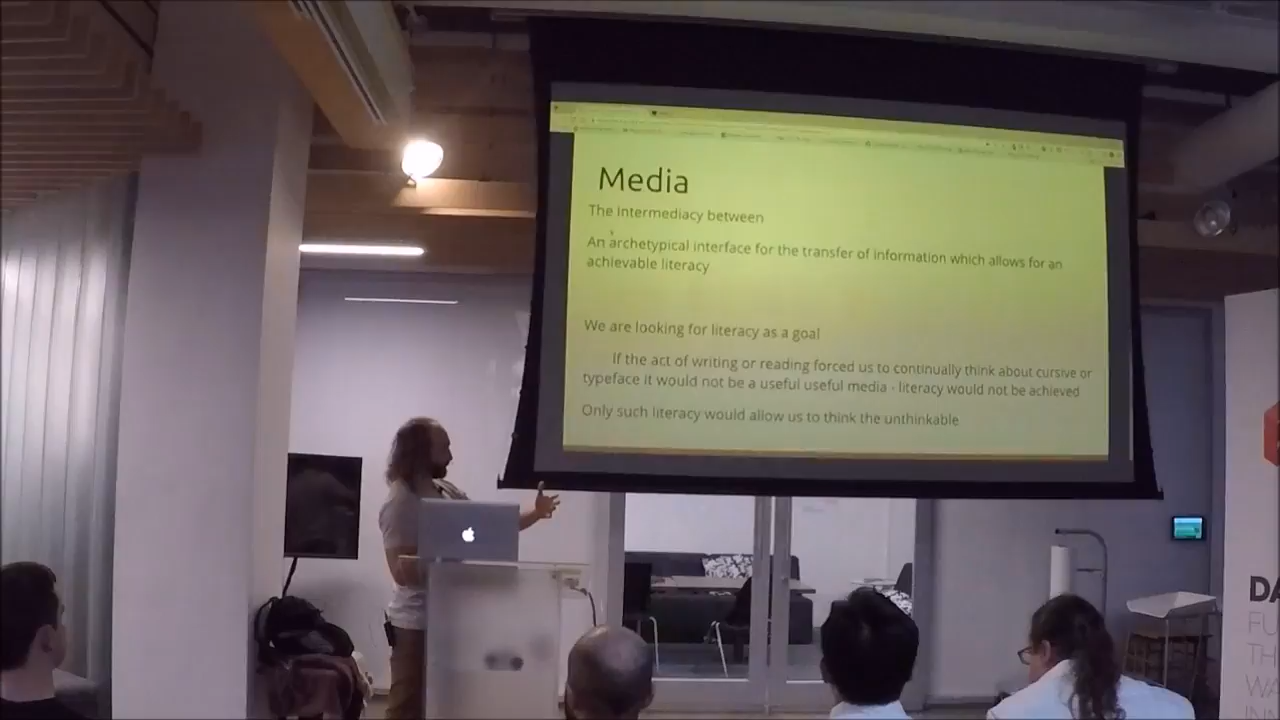 Media
The intermediacy between
An archetypical interface for the transfer of information which allows for an
achievable literacy
We are looking for literacy as a goal
If the act of writing or reading forced us to continually think about cursive or
typeface it would not be a useful useful media - literacy would not be achieved
Only such literacy would allow us to think the unthinkable
DA
FU
TH
WA
IN